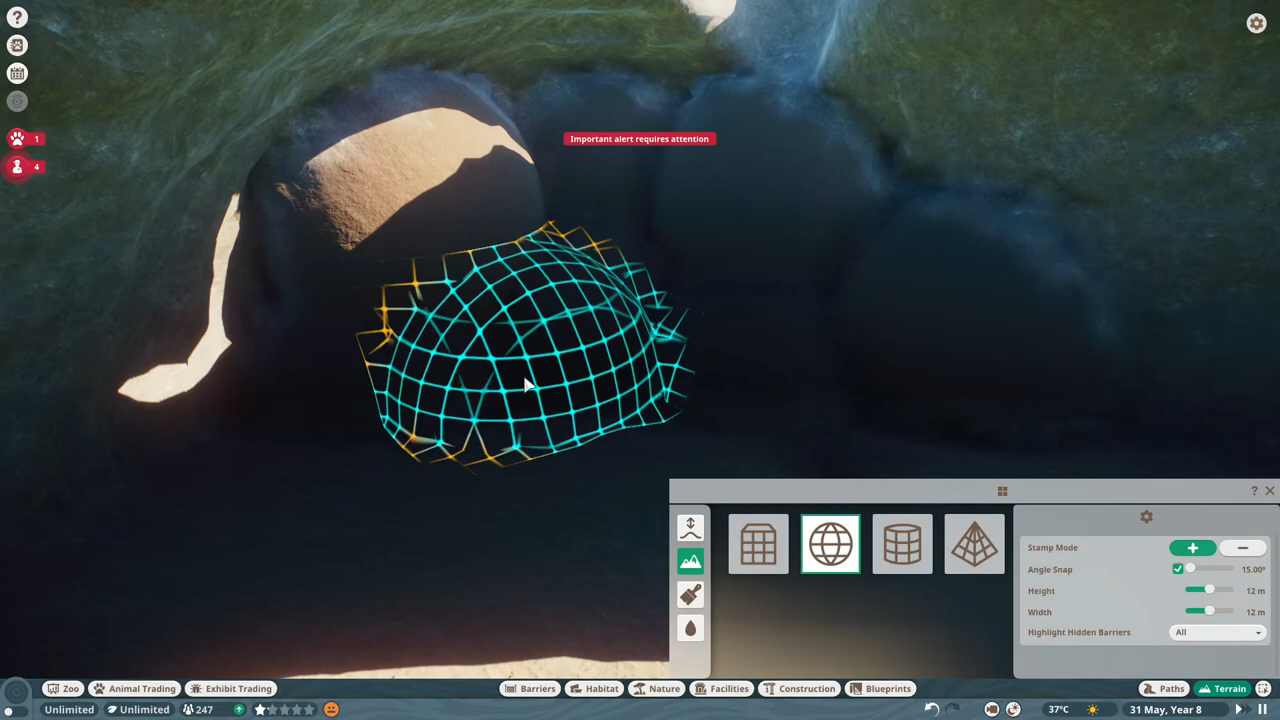 ?
1
4
Important alert requires attention
?
Stamp Mode
Angle Snap 15.00°
Height 12 m
Width 12 m
Highlight Hidden Barriers All
Zoo Animal Trading Exhibit Trading Barriers Habitat Nature Facilities Construction Blueprints Paths Terrain
Unlimited Unlimited 247 37°C 31 May, Year 8